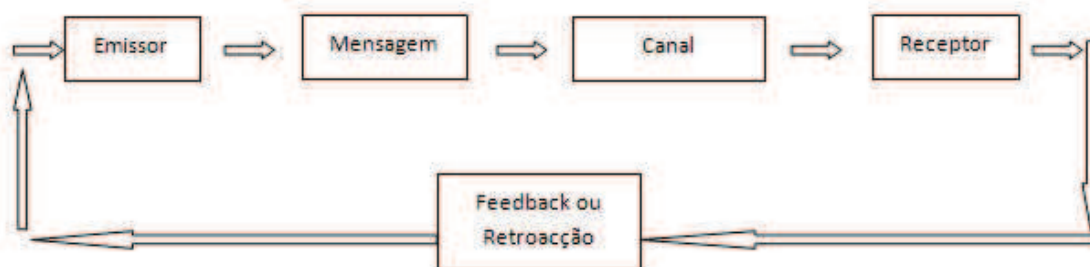 Emissor
Mensagem
Canal
Receptor
Feedback ou
Retroacção